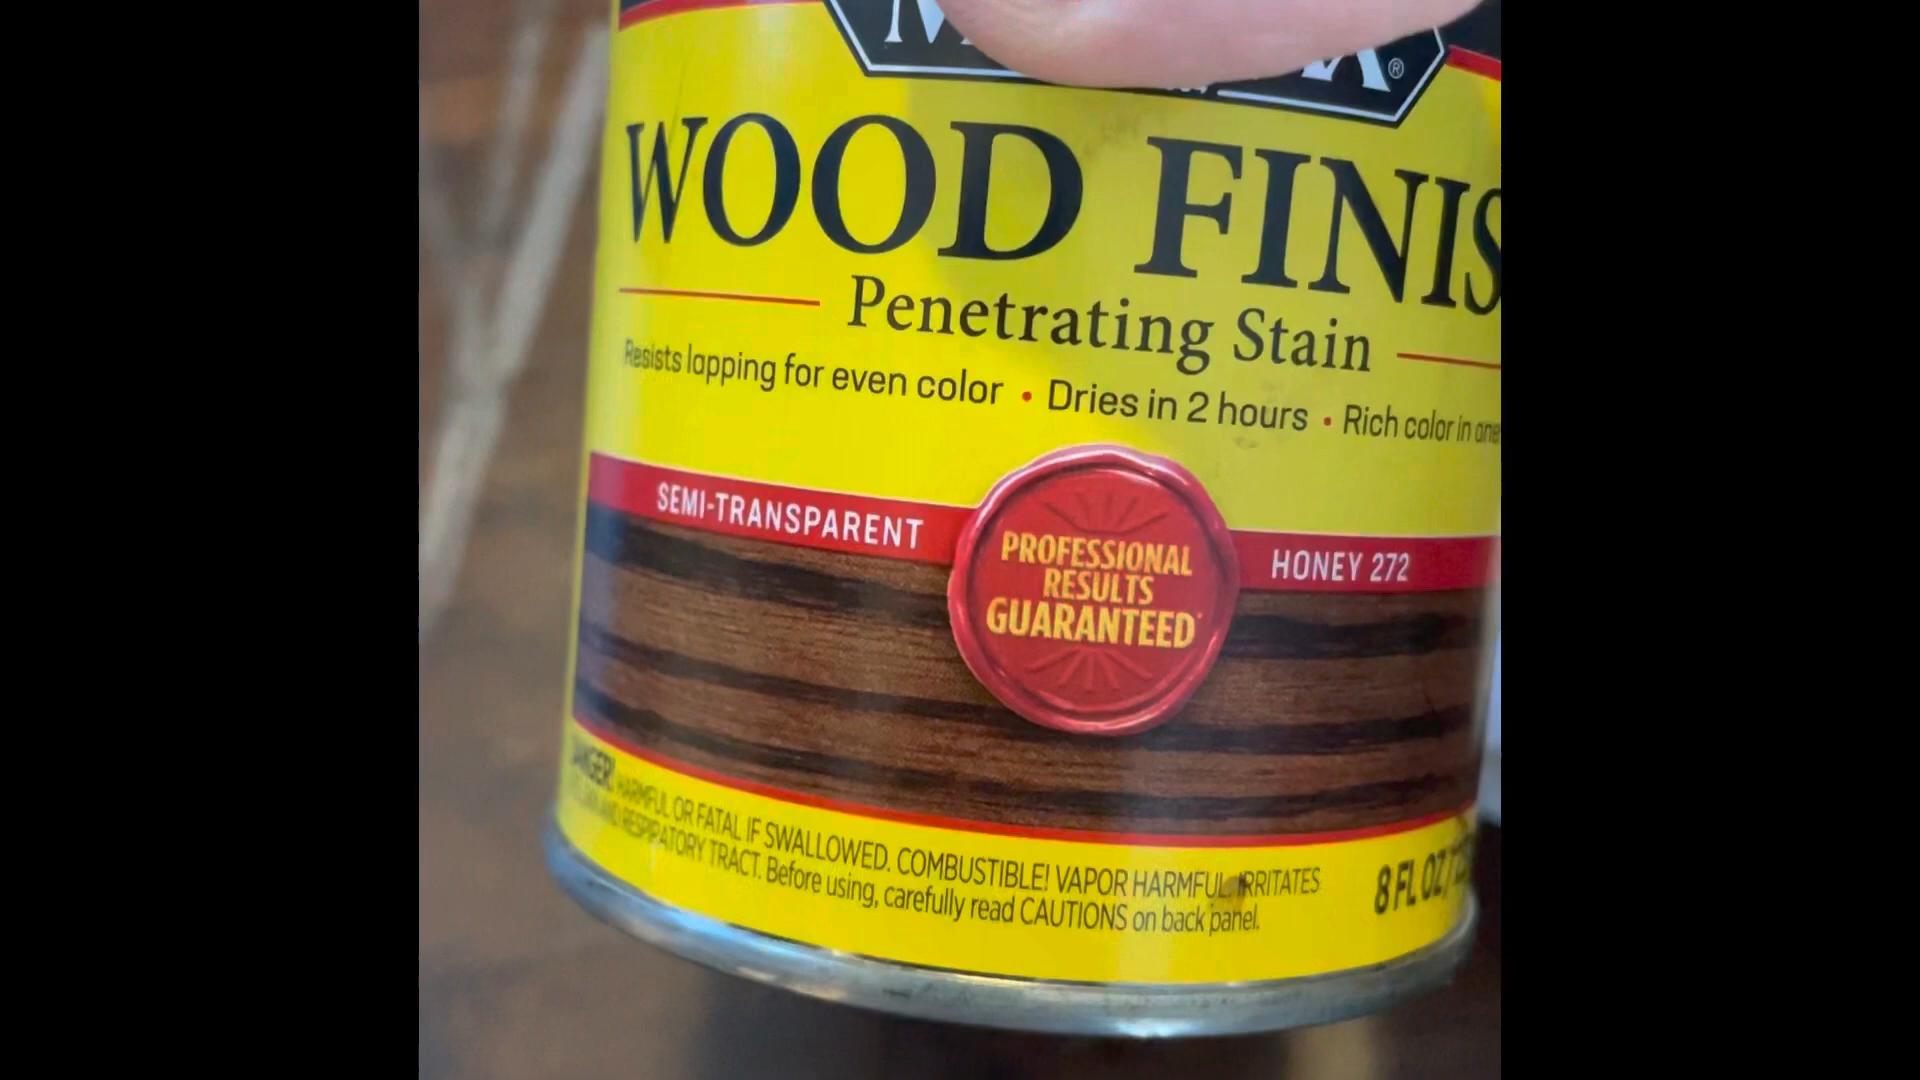 WOOD FINIS
Penetrating Stain
Resists lapping for even color • Dries in 2 hours • Rich color in one
SEMI-TRANSPARENT
PROFESSIONAL
RESULTS
GUARANTEED*
HONEY 272
HARMFUL OR FATAL IF SWALLOWED. COMBUSTIBLE! VAPOR HARMFUL. IRRITATES
AND RESPIRATORY TRACT. Before using, carefully read CAUTIONS on back panel.
8 FL OZ